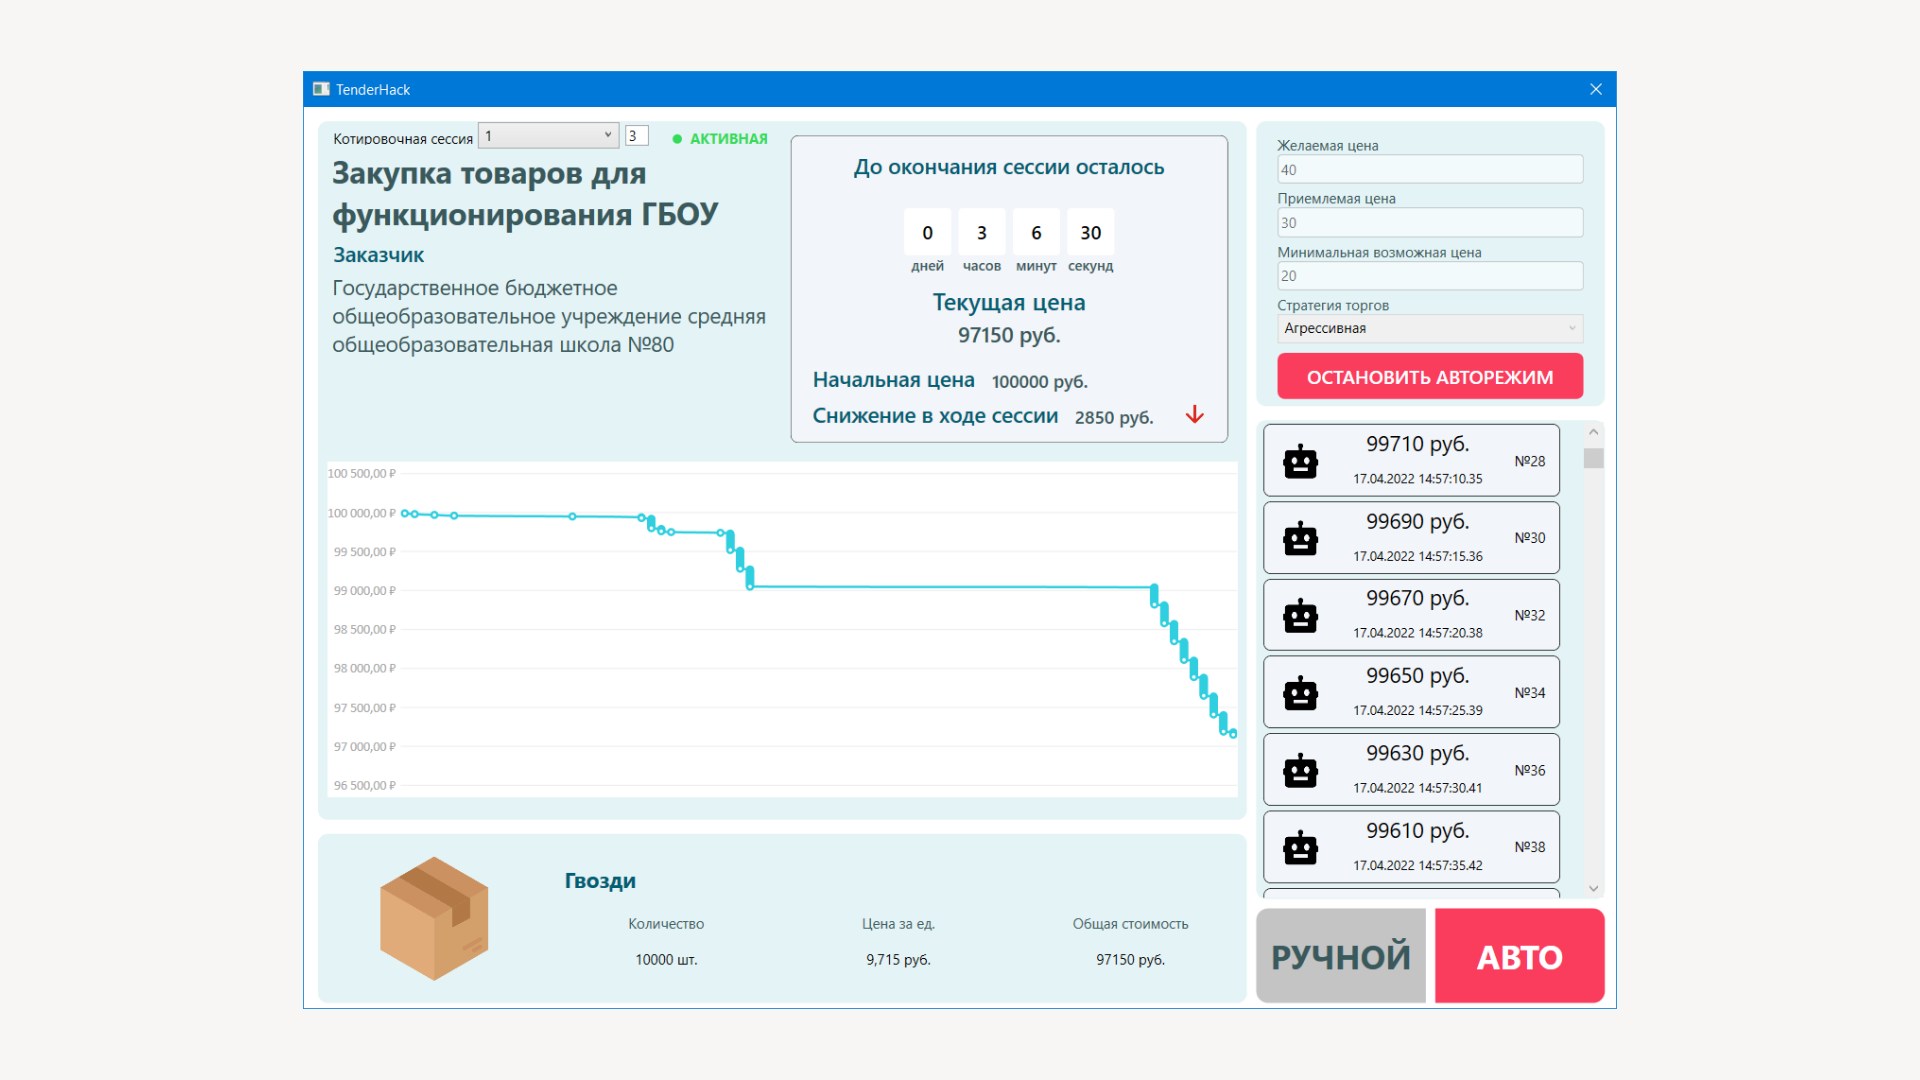 TenderHack
Котировочная сессия 1 3 АКТИВНАЯ
Закупка товаров для
функционирования ГБОУ
Заказчик
Государственное бюджетное
общеобразовательное учреждение средняя
общеобразовательная школа №80
До окончания сессии осталось
0 3 6 30
дней часов минут секунд
Текущая цена
97150 руб.
Начальная цена 100000 руб.
Снижение в ходе сессии 2850 руб.
100 500,00 ₽
100 000,00 ₽
99 500,00 ₽
99 000,00 ₽
98 500,00 ₽
98 000,00 ₽
97 500,00 ₽
97 000,00 ₽
96 500,00 ₽
Гвозди
Количество Цена за ед. Общая стоимость
10000 шт. 9,715 руб. 97150 руб.
Желаемая цена
40
Приемлемая цена
30
Минимальная возможная цена
20
Стратегия торгов
Агрессивная
ОСТАНОВИТЬ АВТОРЕЖИМ
99710 руб.
№28
17.04.2022 14:57:10.35
99690 руб.
№30
17.04.2022 14:57:15.36
99670 руб.
№32
17.04.2022 14:57:20.38
99650 руб.
№34
17.04.2022 14:57:25.39
99630 руб.
№36
17.04.2022 14:57:30.41
99610 руб.
№38
17.04.2022 14:57:35.42
РУЧНОЙ АВТО